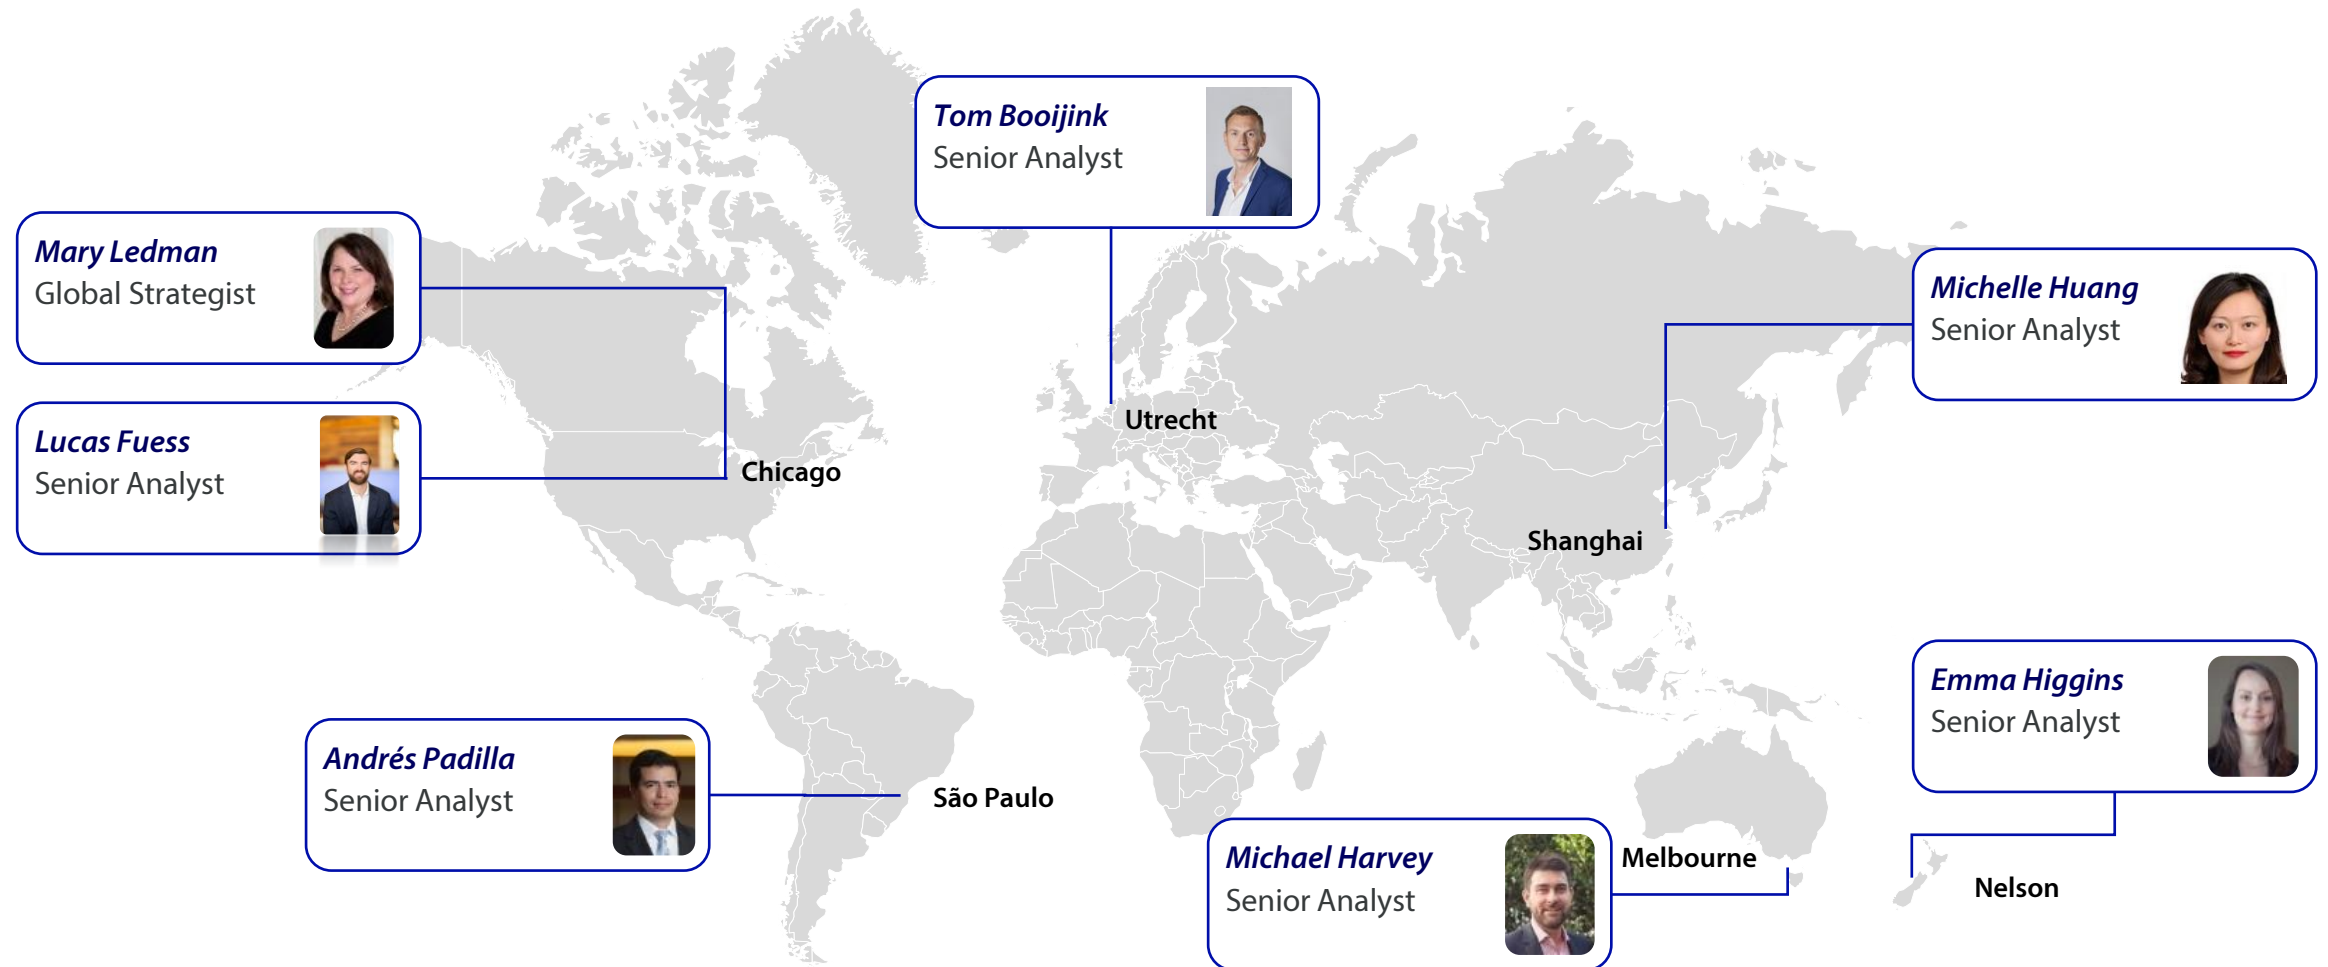 Tom Booijink
Senior Analyst
Mary Ledman
Global Strategist
Michelle Huang
Senior Analyst
Utrecht
Lucas Fuess
Senior Analyst
Chicago
Shanghai
Emma Higgins
Senior Analyst
Andrés Padilla
Senior Analyst
São Paulo
Michael Harvey
Senior Analyst
Melbourne
Nelson